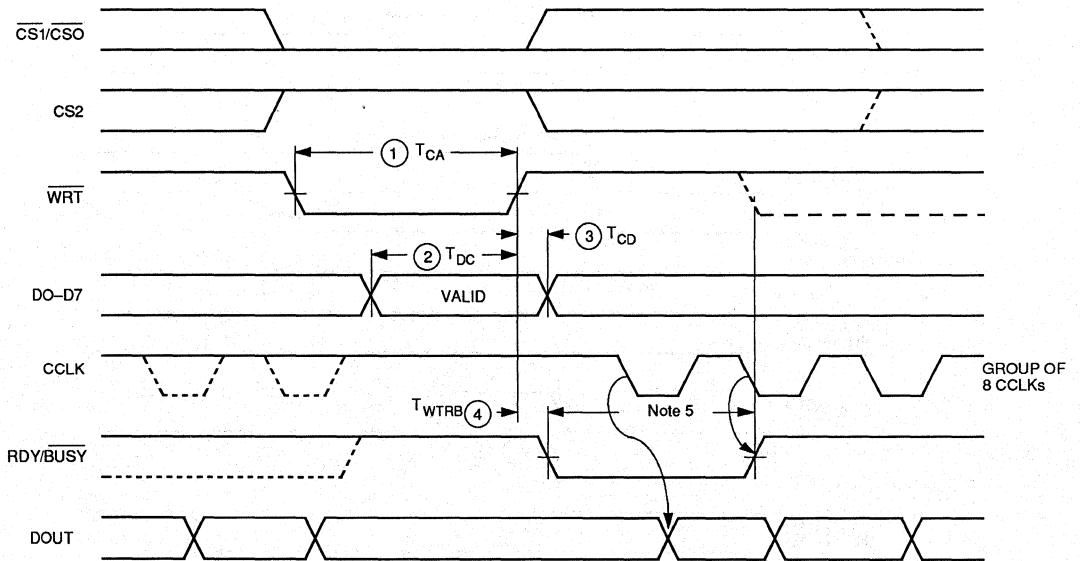 CS1/CSO
CS2
1 TCA
WRT
3 TCD
2 TDC
DO–D7
VALID
CCLK
GROUP OF
8 CCLKs
TWTRB 4
Note 5
RDY/BUSY
DOUT